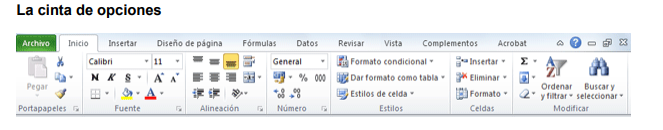 La cinta de opciones
Archivo Inicio Insertar Diseño de página Fórmulas Datos Revisar Vista Complementos Acrobat
Calibri 11 General Formato condicional Insertar Σ
Pegar N K S A A % 000 Dar formato como tabla Eliminar Ordenar y filtrar Buscar y seleccionar
A Estilos de celda Formato
Portapapeles Fuente Alineación Número Estilos Celdas Modificar